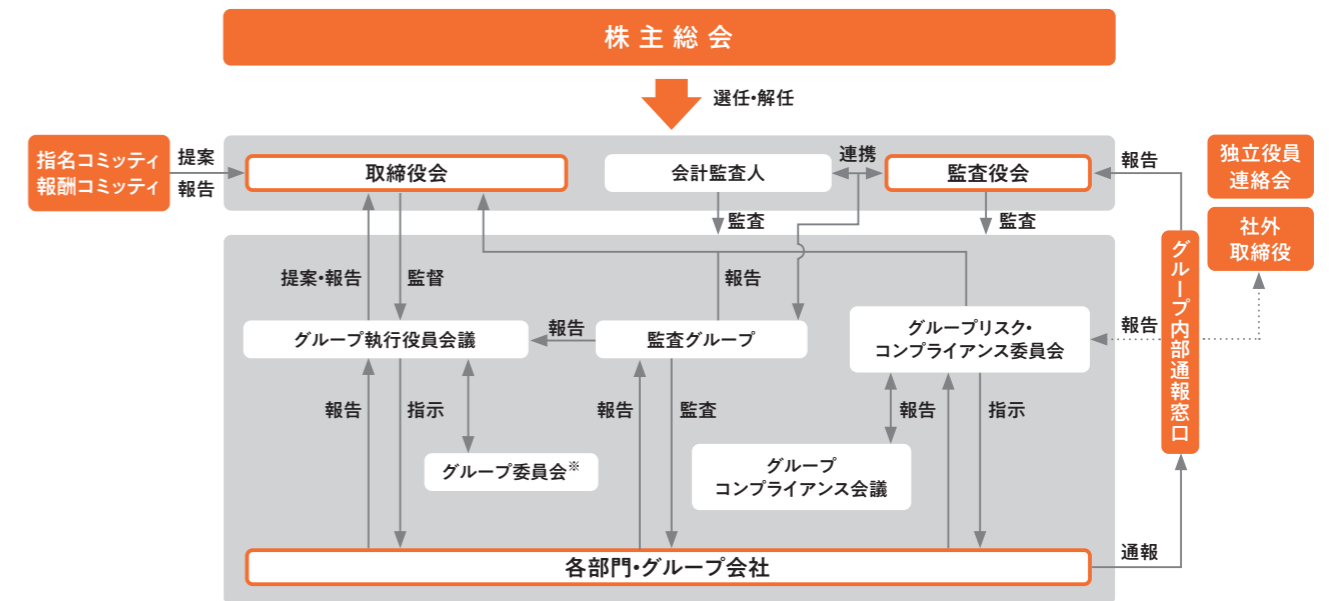 株主総会
選任・解任
指名コミッティ
報酬コミッティ
提案
報告
取締役会
会計監査人
連携
監査役会
報告
独立役員
連絡会
社外
取締役
監査
監査
グループ内部通報窓口
提案・報告
監督
報告
グループ執行役員会議
報告
監査グループ
グループリスク・
コンプライアンス委員会
報告
報告
指示
報告
監査
報告
指示
グループ委員会※
グループ
コンプライアンス会議
各部門・グループ会社
通報